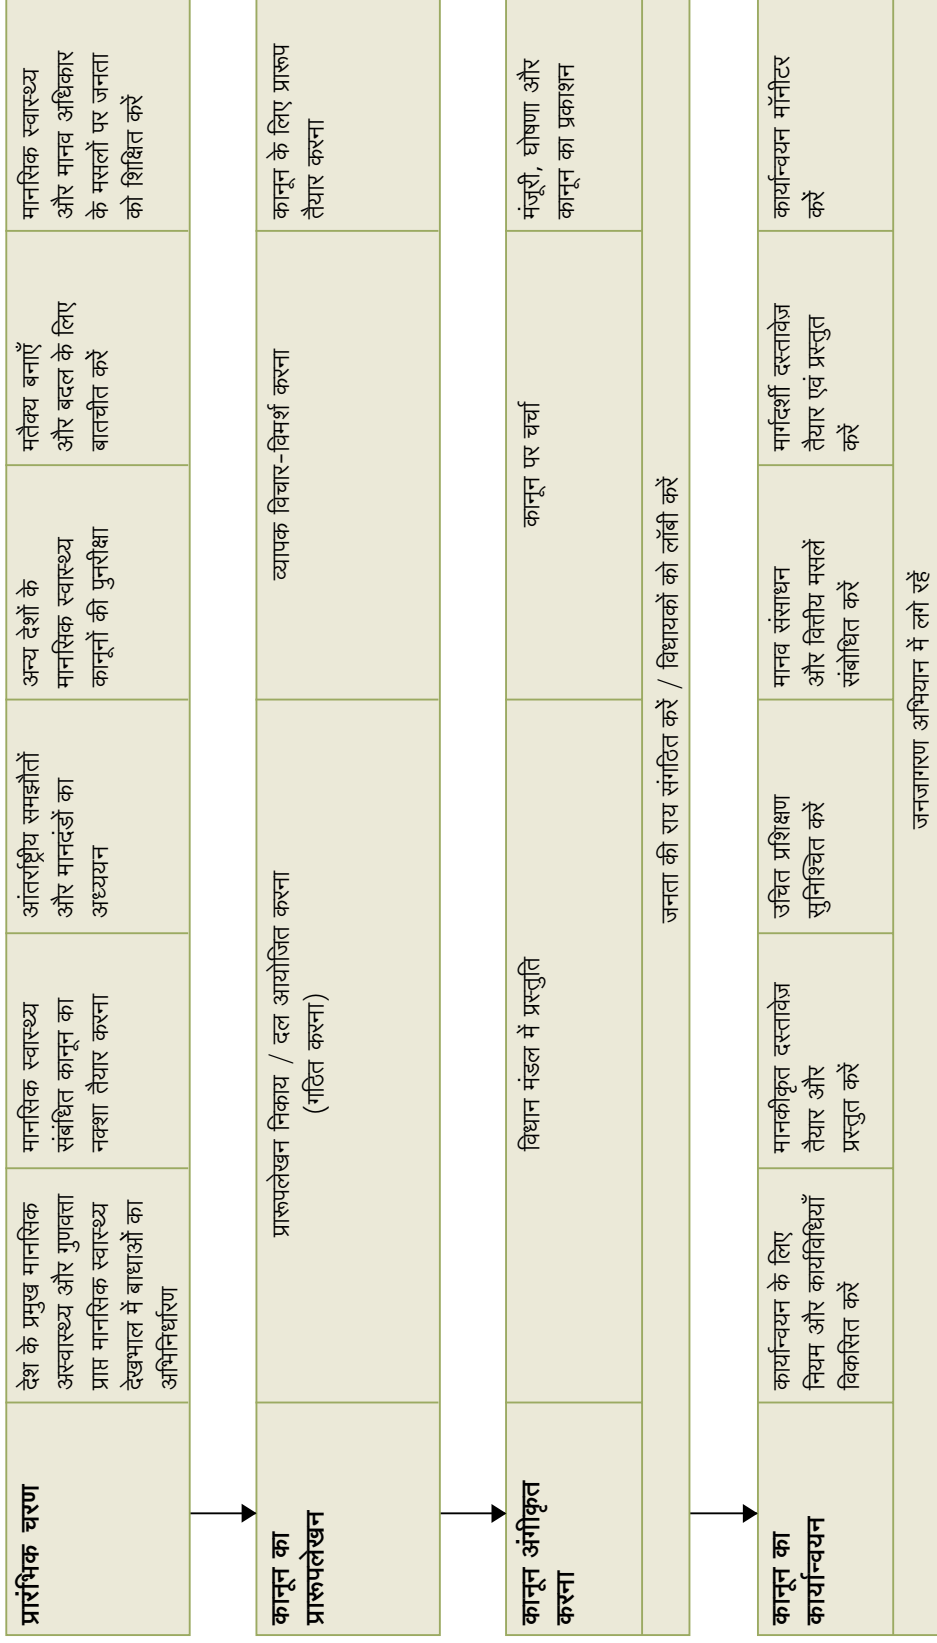 प्रारंभिक चरण
देश के प्रमुख मानसिक
अस्वास्थ्य और गुणवत्ता
प्राप्त मानसिक स्वास्थ्य
देखभाल में बाधाओं का
अभिनिर्धारण
मानसिक स्वास्थ्य
संबंधित कानून का
नक्शा तैयार करना
आंतर्राष्ट्रीय समझौतों
और मानदंडों का
अध्ययन
अन्य देशों के
मानसिक स्वास्थ्य
कानूनों की पुनरीक्षा
मतैक्य बनाएँ
और बदल के लिए
बातचीत करें
मानसिक स्वास्थ्य
और मानव अधिकार
के मसलों पर जनता
को शिक्षित करें
कानून का
प्रारूपलेखन
प्रारूपलेखन निकाय / दल आयोजित करना
(गठित करना)
व्यापक विचार-विमर्श करना
कानून के लिए प्रारूप
तैयार करना
कानून अंगीकृत
करना
विधान मंडल में प्रस्तुति
कानून पर चर्चा
मंजूरी, घोषणा और
कानून का प्रकाशन
जनता की राय संगठित करें / विधायकों को लॉबी करें
कानून का
कार्यान्वयन
कार्यान्वयन के लिए
नियम और कार्यविधियाँ
विकसित करें
मानकीकृत दस्तावेज़
तैयार और
प्रस्तुत करें
उचित प्रशिक्षण
सुनिश्चित करें
मानव संसाधन
और वित्तीय मसलें
संबोधित करें
मार्गदर्शी दस्तावेज़
तैयार एवं प्रस्तुत
करें
कार्यान्वयन मॉनीटर
करें
जनजागरण अभियान में लगे रहें